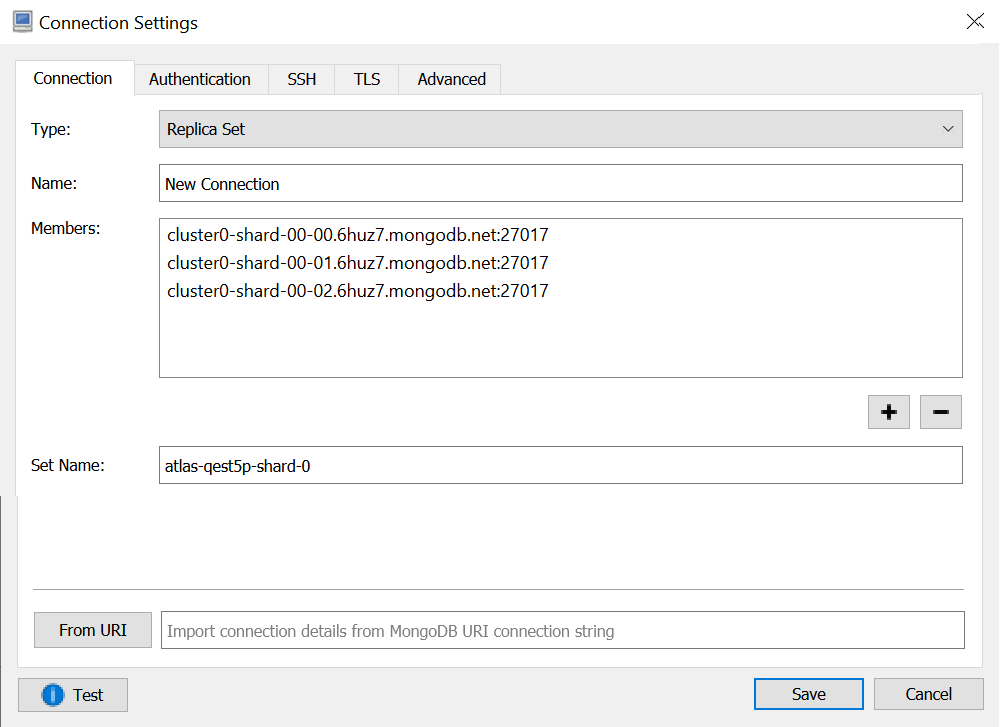 Connection Settings
Connection Authentication SSH TLS Advanced
Type: Replica Set
Name: New Connection
Members: cluster0-shard-00-00.6huz7.mongodb.net:27017
cluster0-shard-00-01.6huz7.mongodb.net:27017
cluster0-shard-00-02.6huz7.mongodb.net:27017
Set Name: atlas-qest5p-shard-0
From URI Import connection details from MongoDB URI connection string
Test Save Cancel